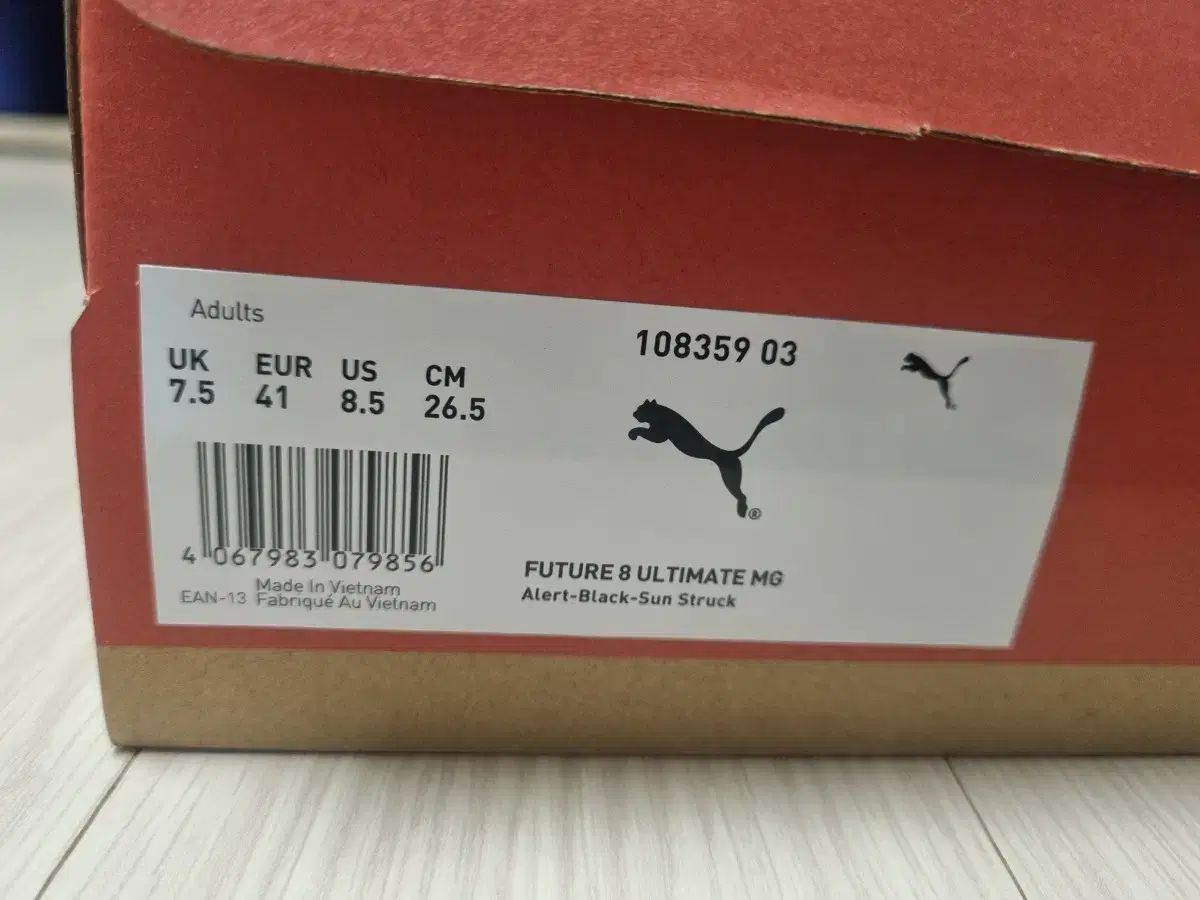 Adults
108359 03
UK EUR US CM
7.5 41 8.5 26.5
®
4 067983 079856
EAN-13 Made In Vietnam
Fabriqué Au Vietnam
FUTURE 8 ULTIMATE MG
Alert-Black-Sun Struck